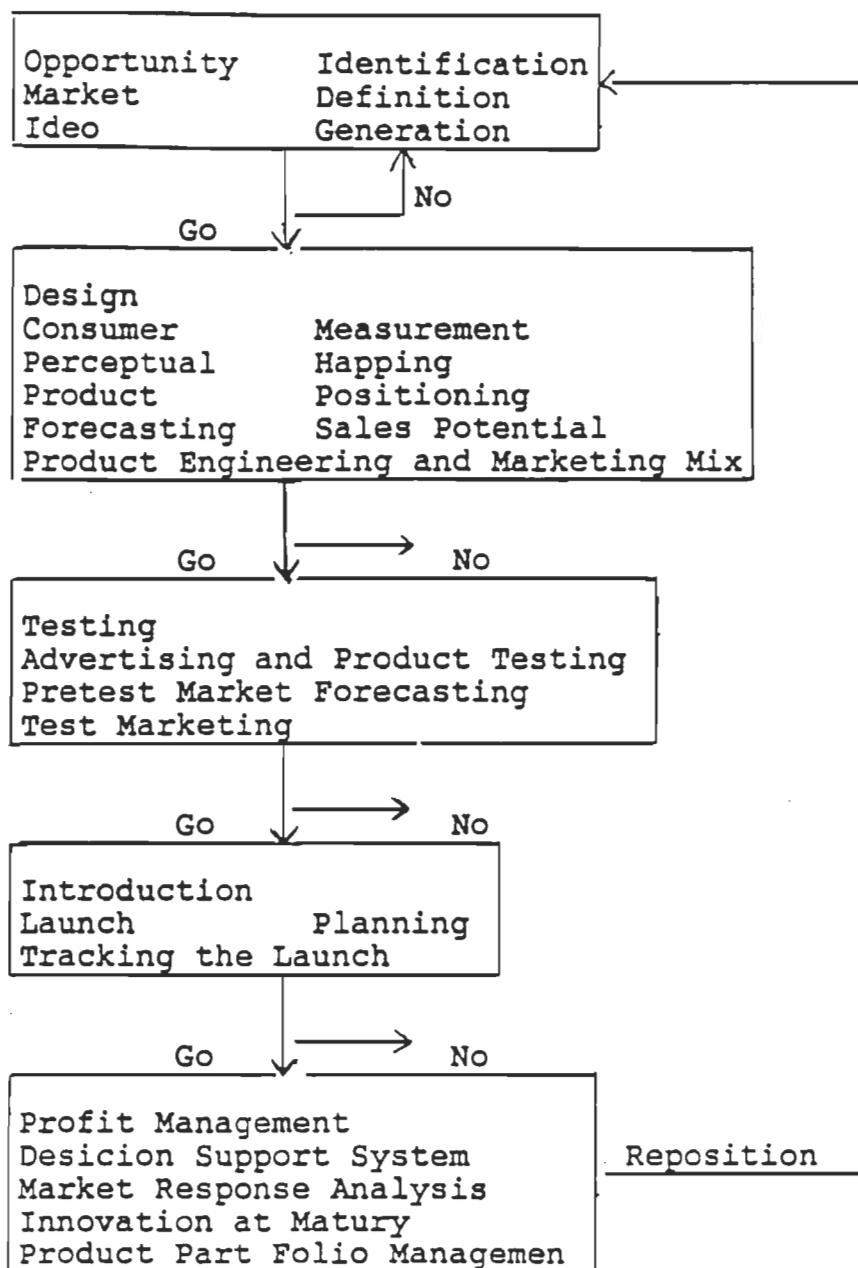 Opportunity Identification
Market Definition
Ideo Generation
No
Go
Design
Consumer Measurement
Perceptual Happing
Product Positioning
Forecasting Sales Potential
Product Engineering and Marketing Mix
Go No
Testing
Advertising and Product Testing
Pretest Market Forecasting
Test Marketing
Go No
Introduction
Launch Planning
Tracking the Launch
Go No
Profit Management
Desicion Support System
Reposition
Market Response Analysis
Innovation at Matury
Product Part Folio Managemen